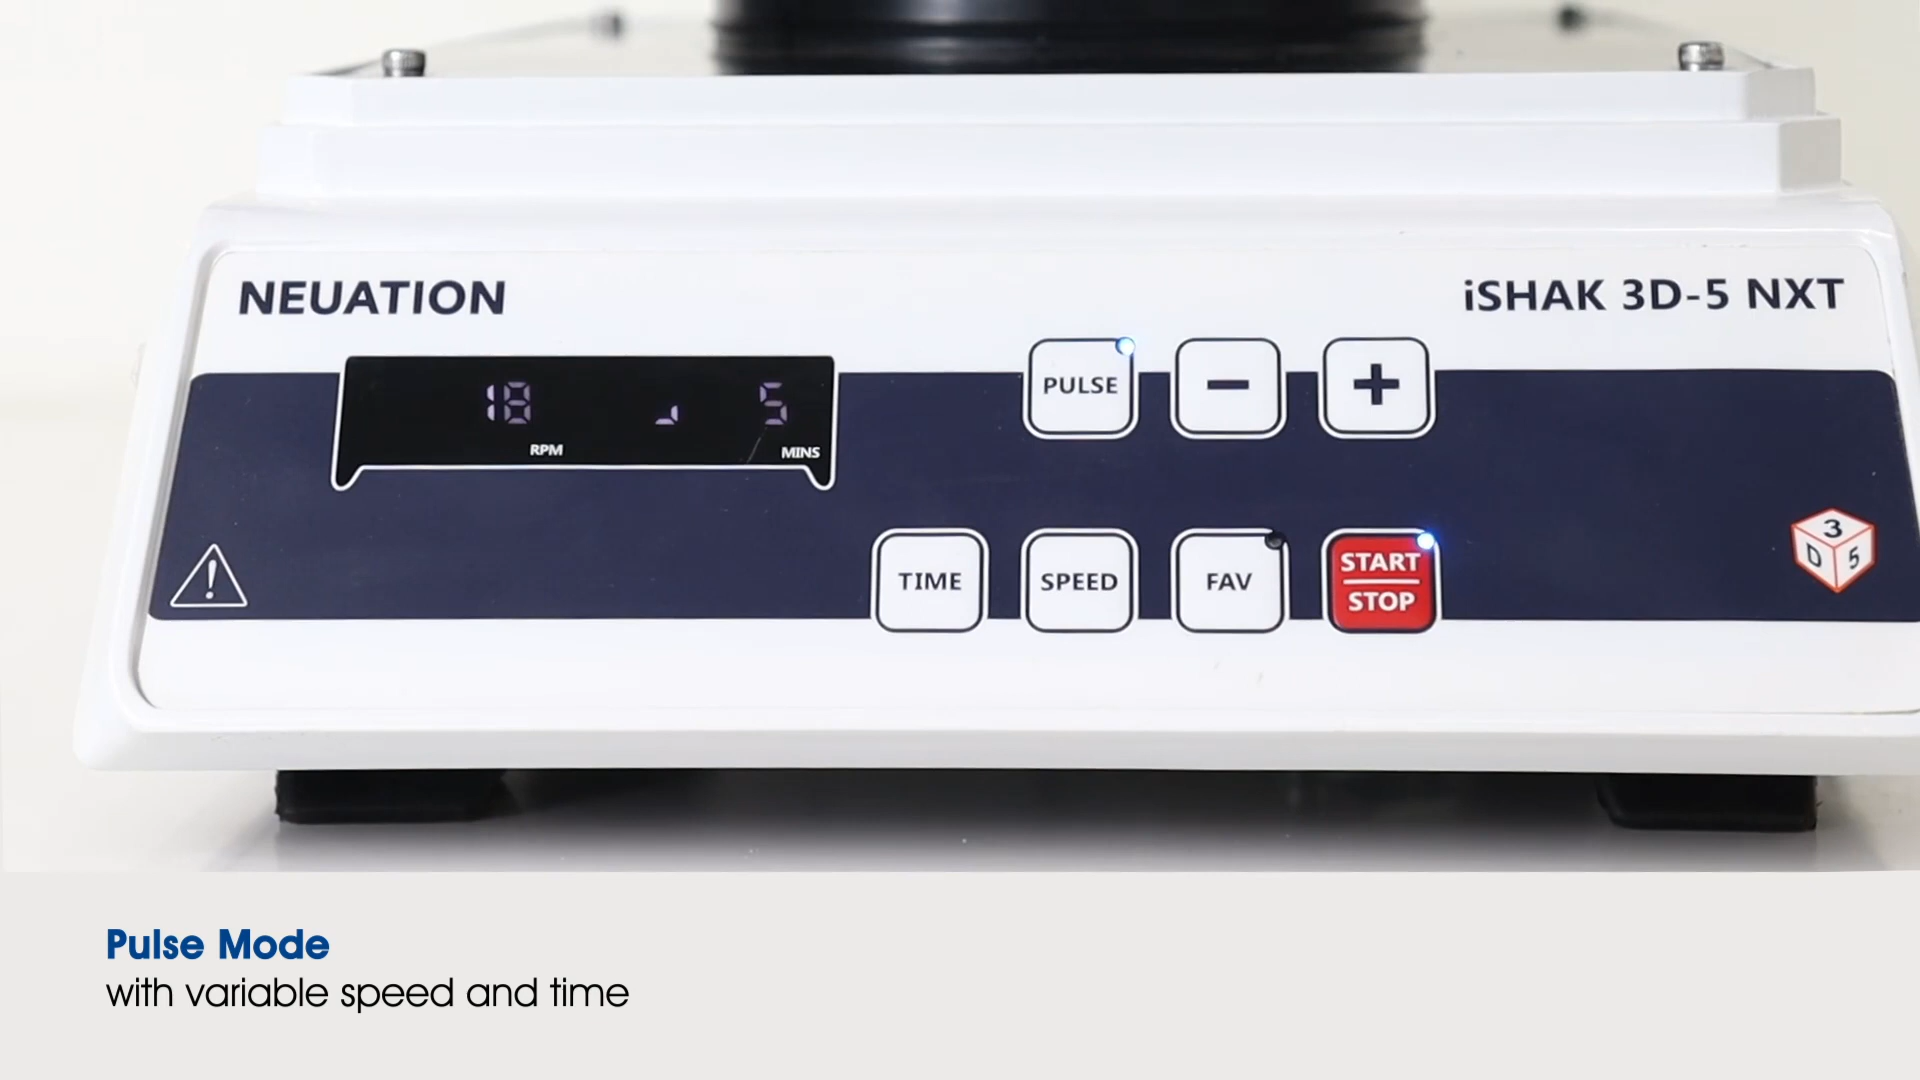 NEUATION
iSHAK 3D-5 NXT
18
RPM
5
MINS
PULSE
−
+
TIME
SPEED
FAV
START
STOP
3
D 5
Pulse Mode
with variable speed and time